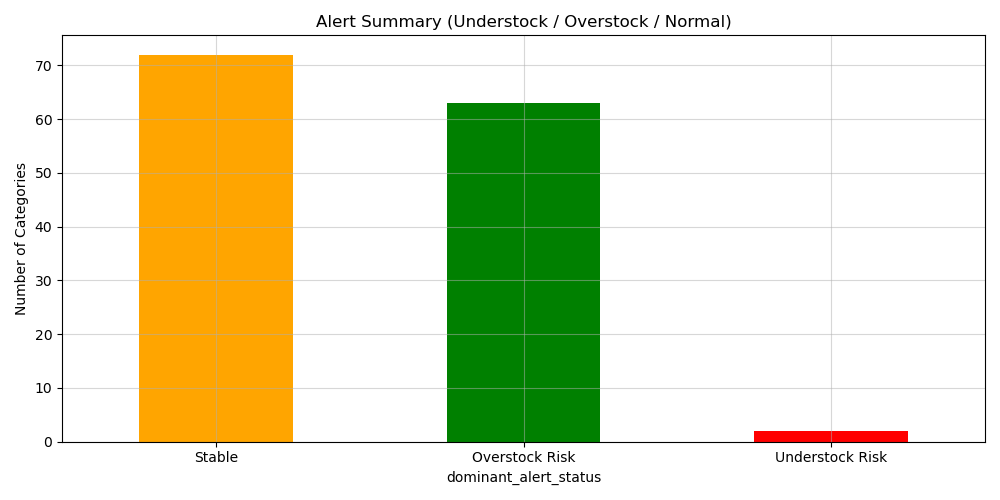 Alert Summary (Understock / Overstock / Normal)
Number of Categories
70
60
50
40
30
20
10
0
Stable
Overstock Risk
Understock Risk
dominant_alert_status